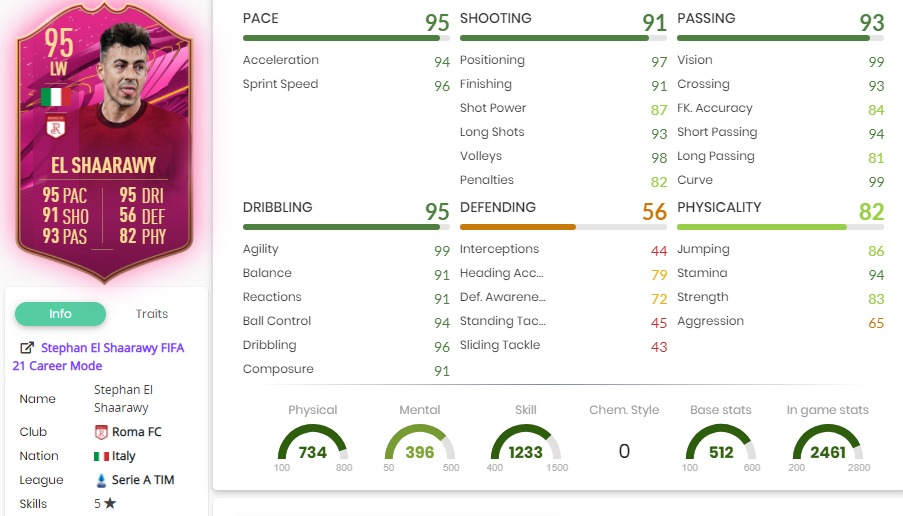 95
LW
EL SHAARAWY
95 PAC 95 DRI
91 SHO 56 DEF
93 PAS 82 PHY
Info Traits
Stephan El Shaarawy FIFA
21 Career Mode
Name Stephan El
Shaarawy
Club Roma FC
Nation Italy
League Serie A TIM
Skills 5
PACE 95 SHOOTING 91 PASSING 93
Acceleration 94 Positioning 97 Vision 99
Sprint Speed 96 Finishing 91 Crossing 93
Shot Power 87 FK. Accuracy 84
Long Shots 93 Short Passing 94
Volleys 98 Long Passing 81
Penalties 82 Curve 99
DRIBBLING 95 DEFENDING 56 PHYSICALITY 82
Agility 99 Interceptions 44 Jumping 86
Balance 91 Heading Acc... 79 Stamina 94
Reactions 91 Def. Awarene... 72 Strength 83
Ball Control 94 Standing Tac... 45 Aggression 65
Dribbling 96 Sliding Tackle 43
Composure 91
Physical Mental Skill Chem. Style Base stats In game stats
734 396 1233 0 512 2461
100 800 50 500 400 1500 100 600 200 2800